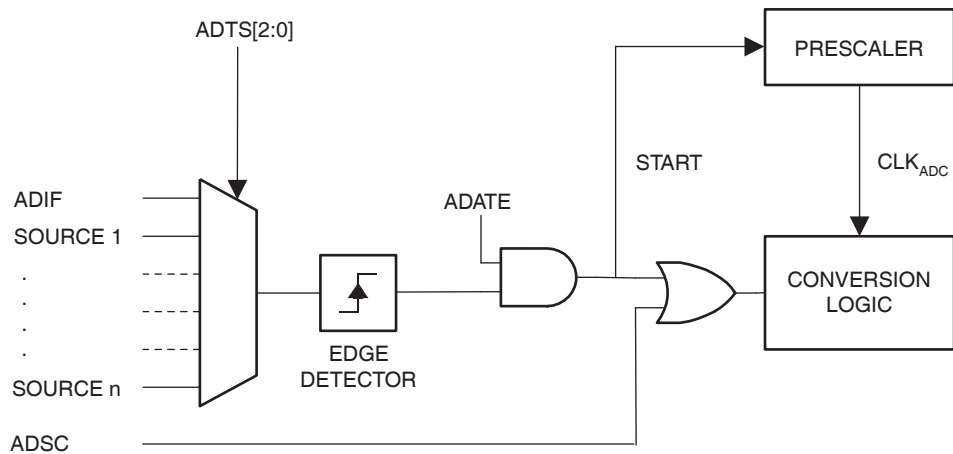 ADTS[2:0]
PRESCALER
START
CLKADC
ADIF
SOURCE 1
.
.
.
.
SOURCE n
ADSC
ADATE
EDGE
DETECTOR
CONVERSION
LOGIC